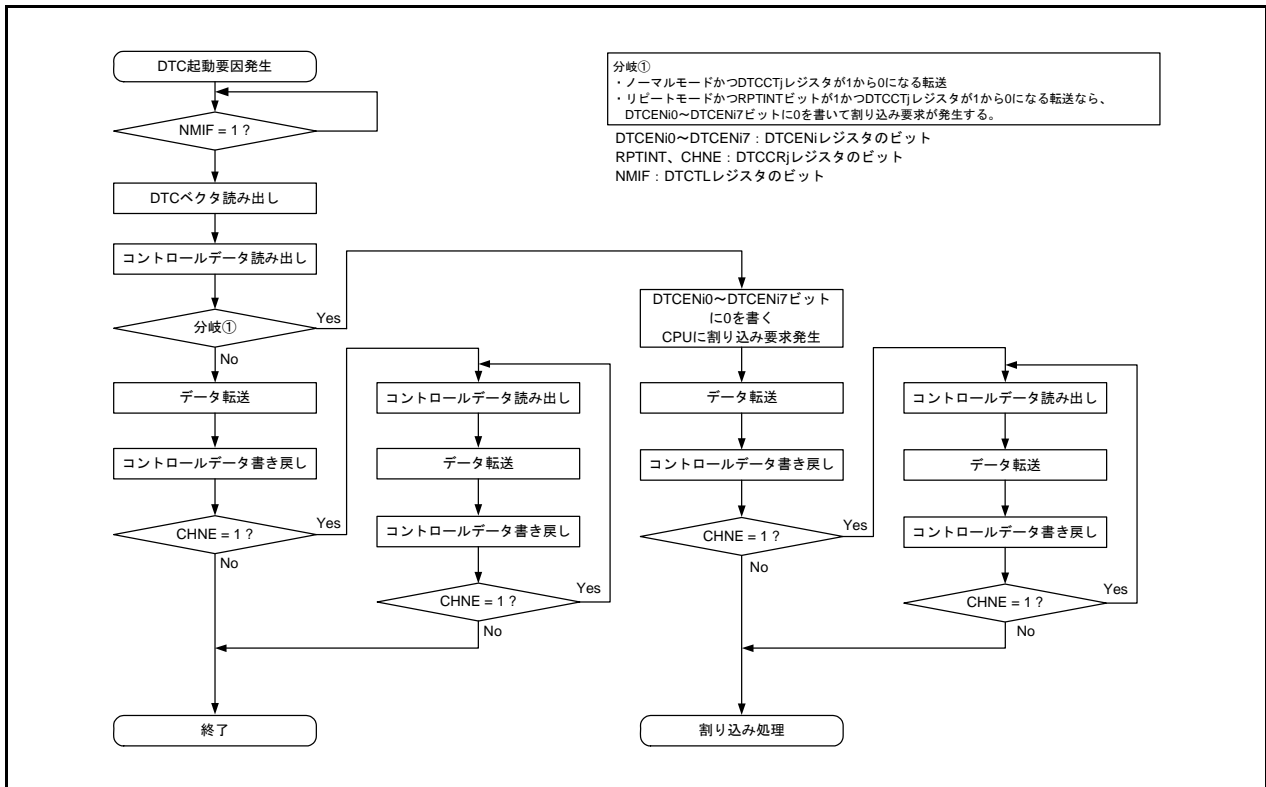 DTC起動要因発生
NMIF = 1 ?
DTCベクタ読み出し
コントロールデータ読み出し
分岐①
Yes
No
データ転送
コントロールデータ書き戻し
CHNE = 1 ?
Yes
No
コントロールデータ読み出し
データ転送
コントロールデータ書き戻し
CHNE = 1 ?
Yes
No
終了
分岐①
・ノーマルモードかつDTCCTjレジスタが1から0になる転送
・リピートモードかつRPTINTビットが1かつDTCCTjレジスタが1から0になる転送なら、
DTCENi0～DTCENi7ビットに0を書いて割り込み要求が発生する。
DTCENi0～DTCENi7：DTCENiレジスタのビット
RPTINT、CHNE：DTCCRjレジスタのビット
NMIF：DTCTLレジスタのビット
DTCENi0～DTCENi7ビット
に0を書く
CPUに割り込み要求発生
データ転送
コントロールデータ書き戻し
CHNE = 1 ?
Yes
No
コントロールデータ読み出し
データ転送
コントロールデータ書き戻し
CHNE = 1 ?
Yes
No
割り込み処理